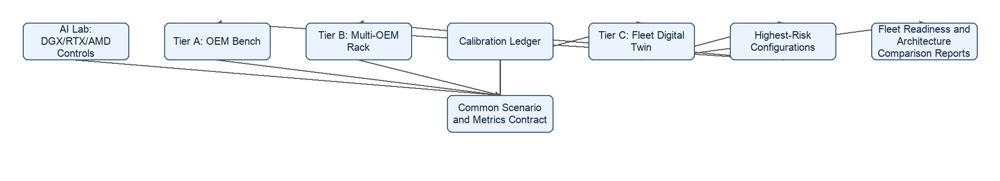 AI Lab:
DGX/RTX/AMD
Controls
Tier A: OEM Bench
Tier B: Multi-OEM
Rack
Calibration Ledger
Tier C: Fleet Digital
Twin
Highest-Risk
Configurations
Fleet Readiness and
Architecture
Comparison Reports
Common Scenario
and Metrics Contract